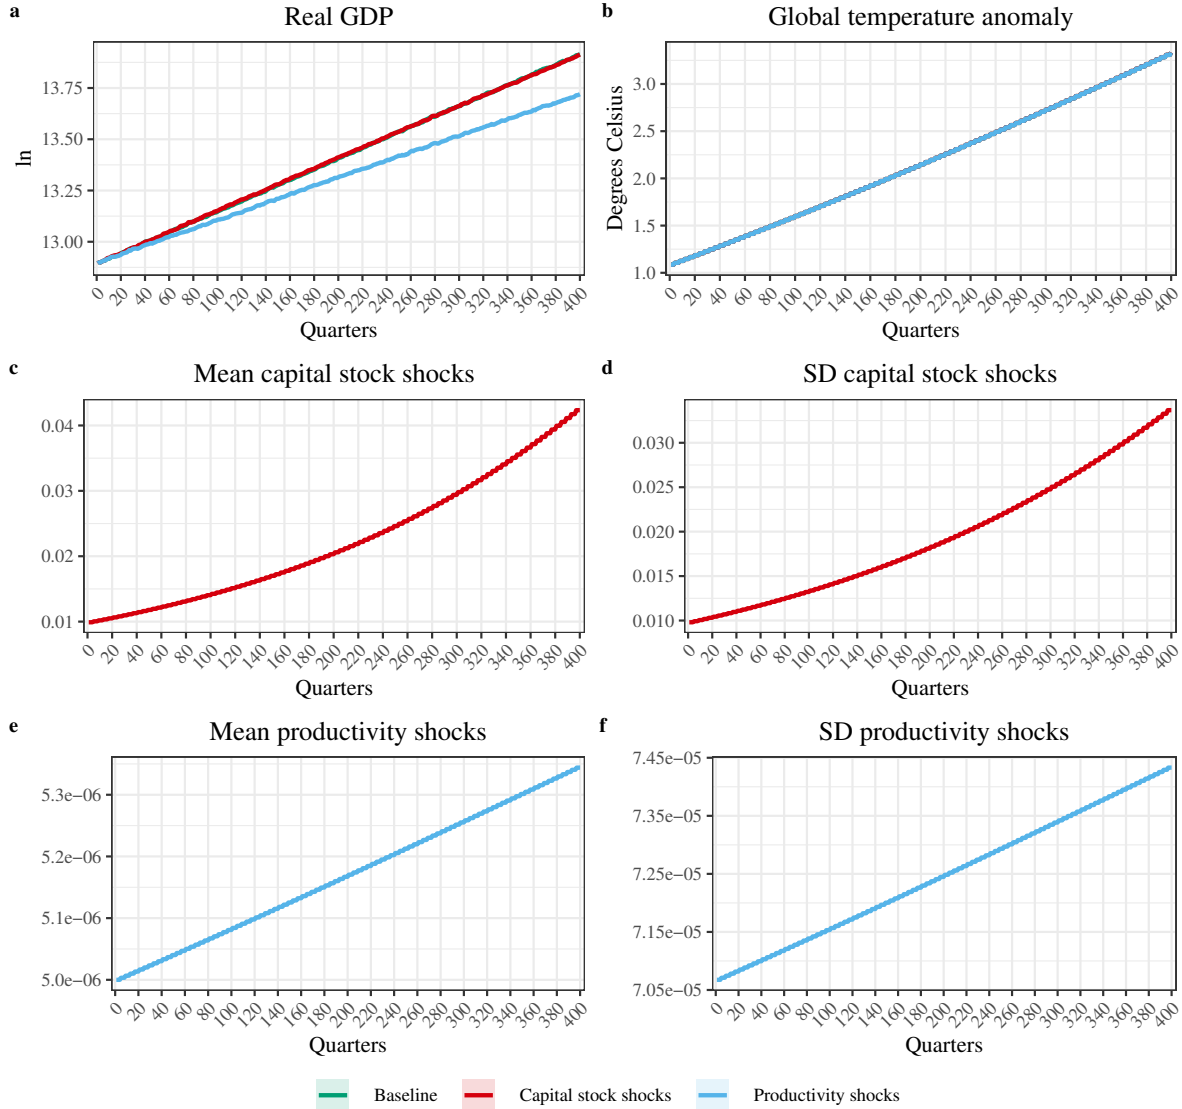 a
Real GDP
ln
13.75
13.50
13.25
13.00
0 20 40 60 80 100 120 140 160 180 200 220 240 260 280 300 320 340 360 380 400
Quarters
b
Global temperature anomaly
Degrees Celsius
3.0
2.5
2.0
1.5
1.0
0 20 40 60 80 100 120 140 160 180 200 220 240 260 280 300 320 340 360 380 400
Quarters
c
Mean capital stock shocks
0.04
0.03
0.02
0.01
0 20 40 60 80 100 120 140 160 180 200 220 240 260 280 300 320 340 360 380 400
Quarters
d
SD capital stock shocks
0.030
0.025
0.020
0.015
0.010
0 20 40 60 80 100 120 140 160 180 200 220 240 260 280 300 320 340 360 380 400
Quarters
e
Mean productivity shocks
5.3e−06
5.2e−06
5.1e−06
5.0e−06
0 20 40 60 80 100 120 140 160 180 200 220 240 260 280 300 320 340 360 380 400
Quarters
f
SD productivity shocks
7.45e−05
7.35e−05
7.25e−05
7.15e−05
7.05e−05
0 20 40 60 80 100 120 140 160 180 200 220 240 260 280 300 320 340 360 380 400
Quarters
Baseline Capital stock shocks Productivity shocks